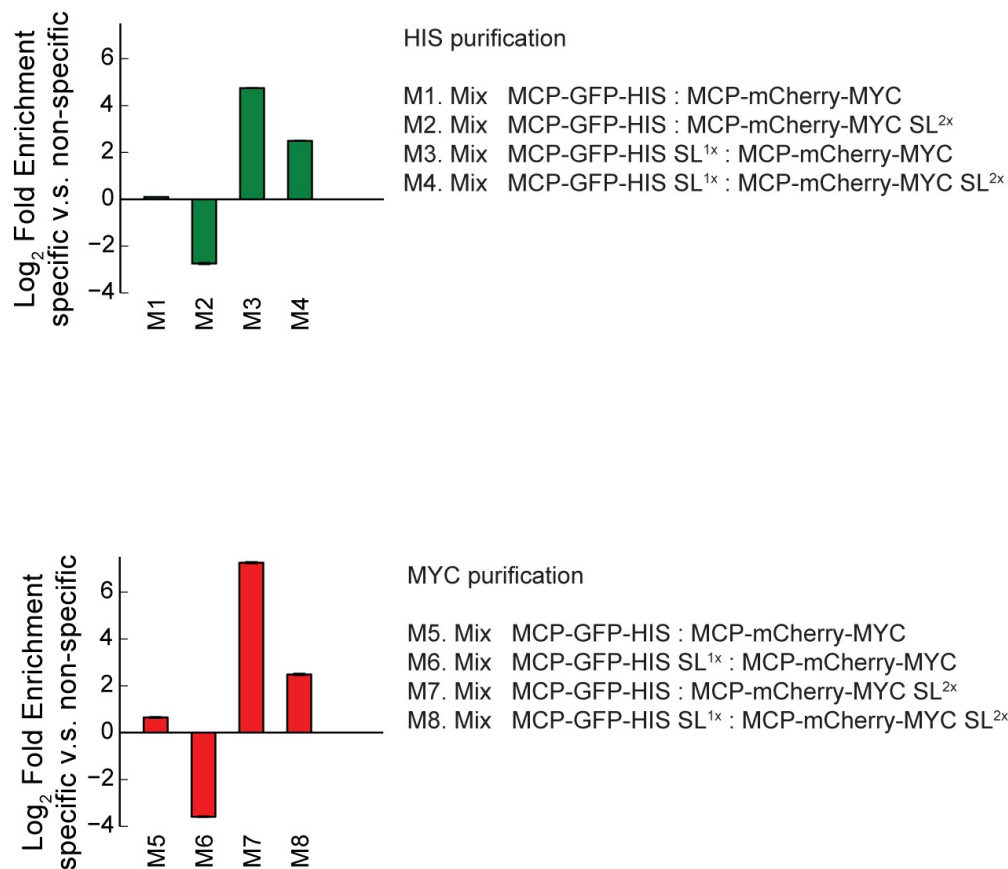 Log₂ Fold Enrichment
specific v.s. non-specific
6
4
2
0
−2
−4
M1
M2
M3
M4
HIS purification
M1. Mix MCP-GFP-HIS : MCP-mCherry-MYC
M2. Mix MCP-GFP-HIS : MCP-mCherry-MYC SL²ˣ
M3. Mix MCP-GFP-HIS SL¹ˣ : MCP-mCherry-MYC
M4. Mix MCP-GFP-HIS SL¹ˣ : MCP-mCherry-MYC SL²ˣ
Log₂ Fold Enrichment
specific v.s. non-specific
6
4
2
0
−2
−4
M5
M6
M7
M8
MYC purification
M5. Mix MCP-GFP-HIS : MCP-mCherry-MYC
M6. Mix MCP-GFP-HIS SL¹ˣ : MCP-mCherry-MYC
M7. Mix MCP-GFP-HIS : MCP-mCherry-MYC SL²ˣ
M8. Mix MCP-GFP-HIS SL¹ˣ : MCP-mCherry-MYC SL²ˣ